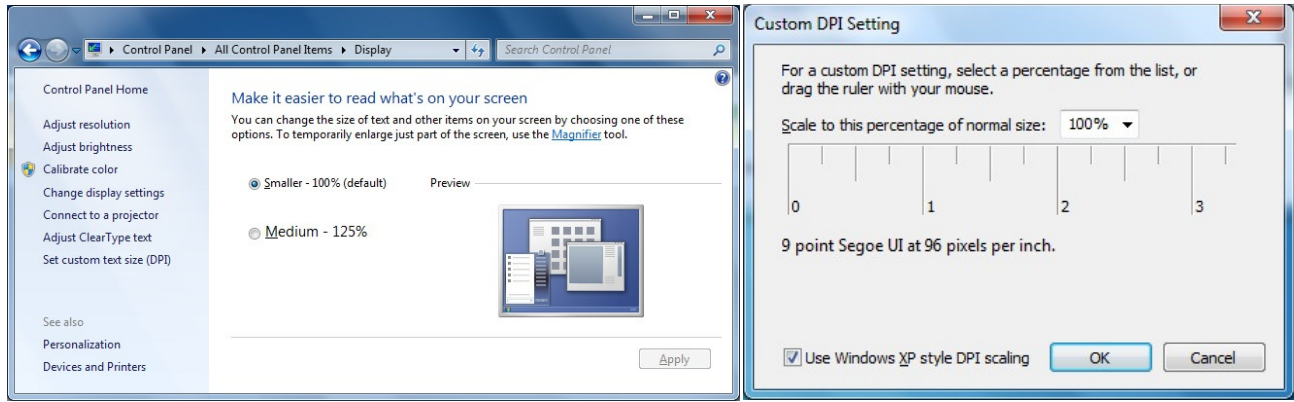 Control Panel ▸ All Control Panel Items ▸ Display
Search Control Panel
Control Panel Home
Adjust resolution
Adjust brightness
Calibrate color
Change display settings
Connect to a projector
Adjust ClearType text
Set custom text size (DPI)
See also
Personalization
Devices and Printers
Make it easier to read what's on your screen
You can change the size of text and other items on your screen by choosing one of these
options. To temporarily enlarge just part of the screen, use the Magnifier tool.
Smaller - 100% (default)
Preview
Medium - 125%
Apply
Custom DPI Setting
For a custom DPI setting, select a percentage from the list, or
drag the ruler with your mouse.
Scale to this percentage of normal size: 100%
0 1 2 3
9 point Segoe UI at 96 pixels per inch.
Use Windows XP style DPI scaling
OK
Cancel